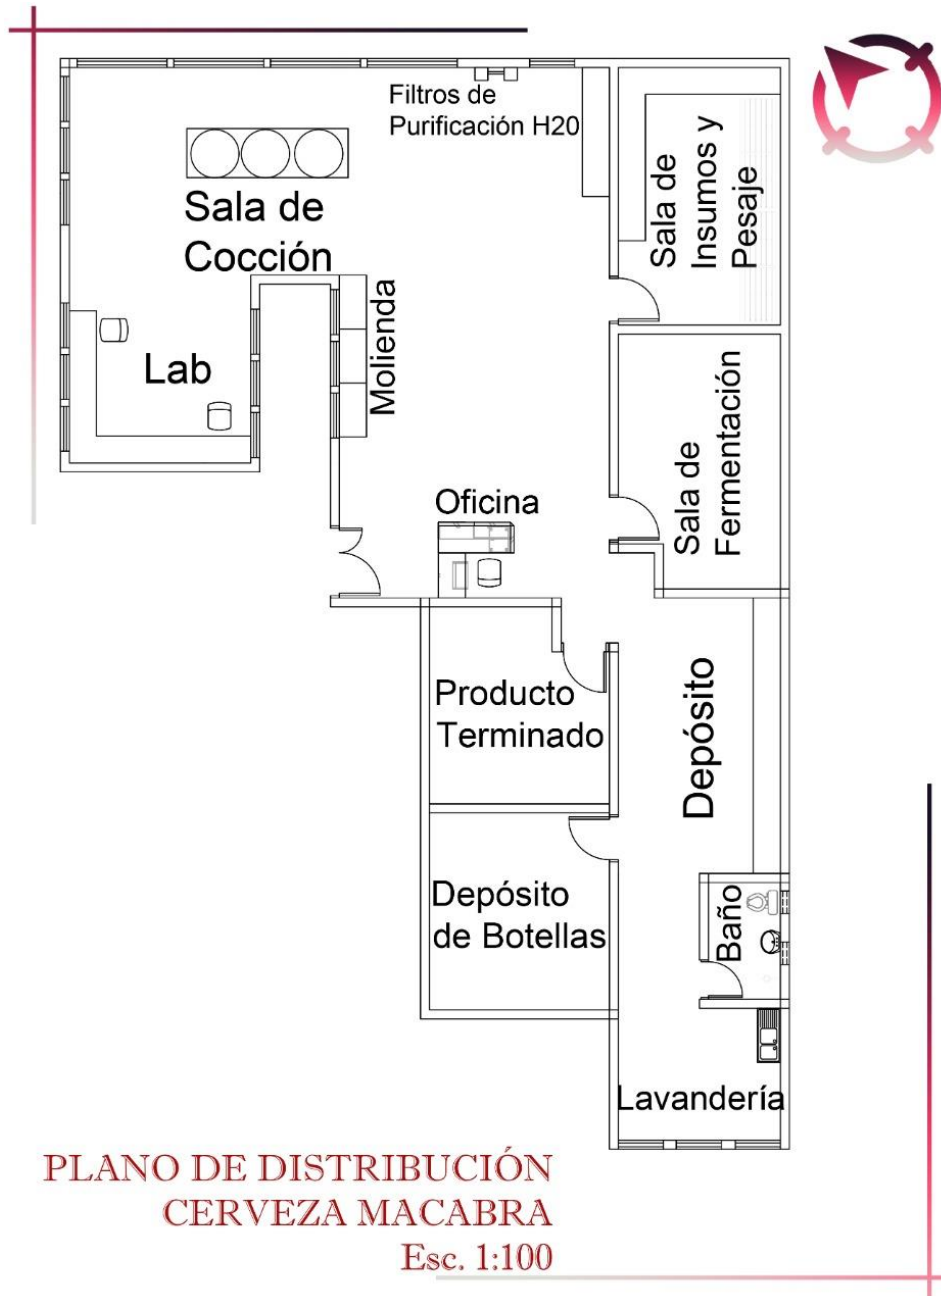 Filtros de
Purificación H20
Sala de
Insumos y
Pesaje
Sala de
Cocción
Molienda
Lab
Sala de
Fermentación
Oficina
Producto
Terminado
Depósito
Depósito
de Botellas
Baño
Lavandería
PLANO DE DISTRIBUCIÓN
CERVEZA MACABRA
Esc. 1:100